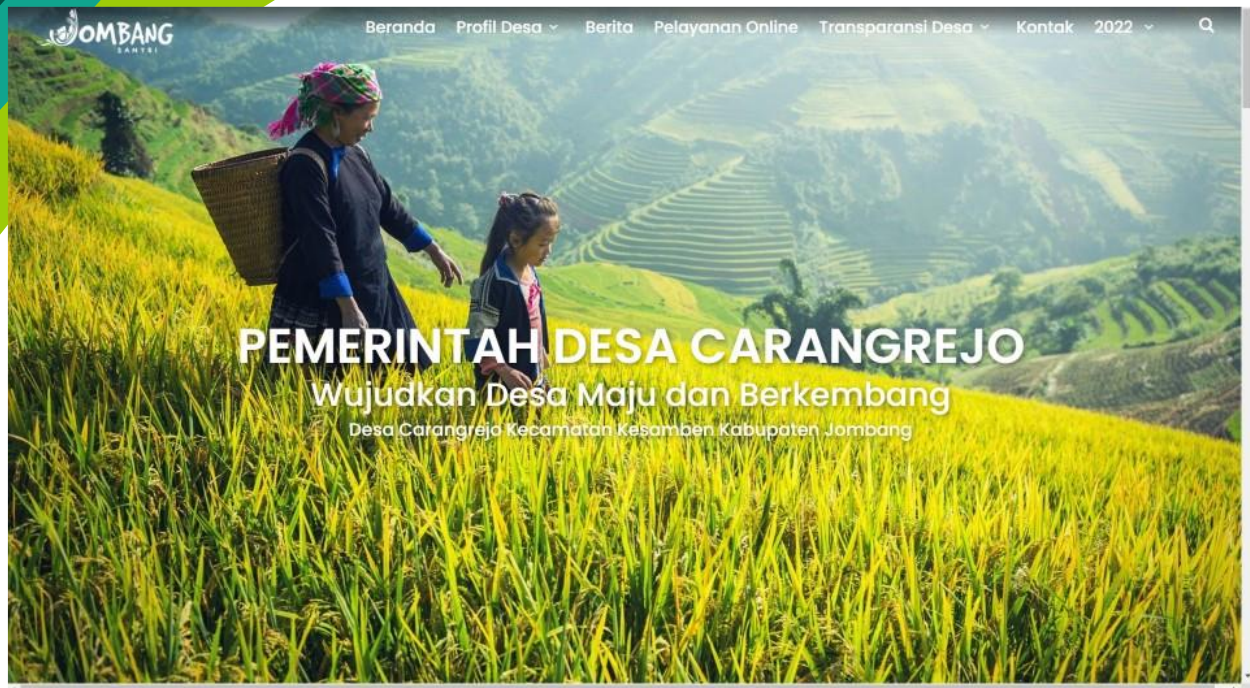 JOMBANG
SANTRI
Beranda Profil Desa Berita Pelayanan Online Transparansi Desa Kontak 2022
PEMERINTAH DESA CARANGREJO
Wujudkan Desa Maju dan Berkembang
Desa Carangrejo Kecamatan Kesamben Kabupaten Jombang